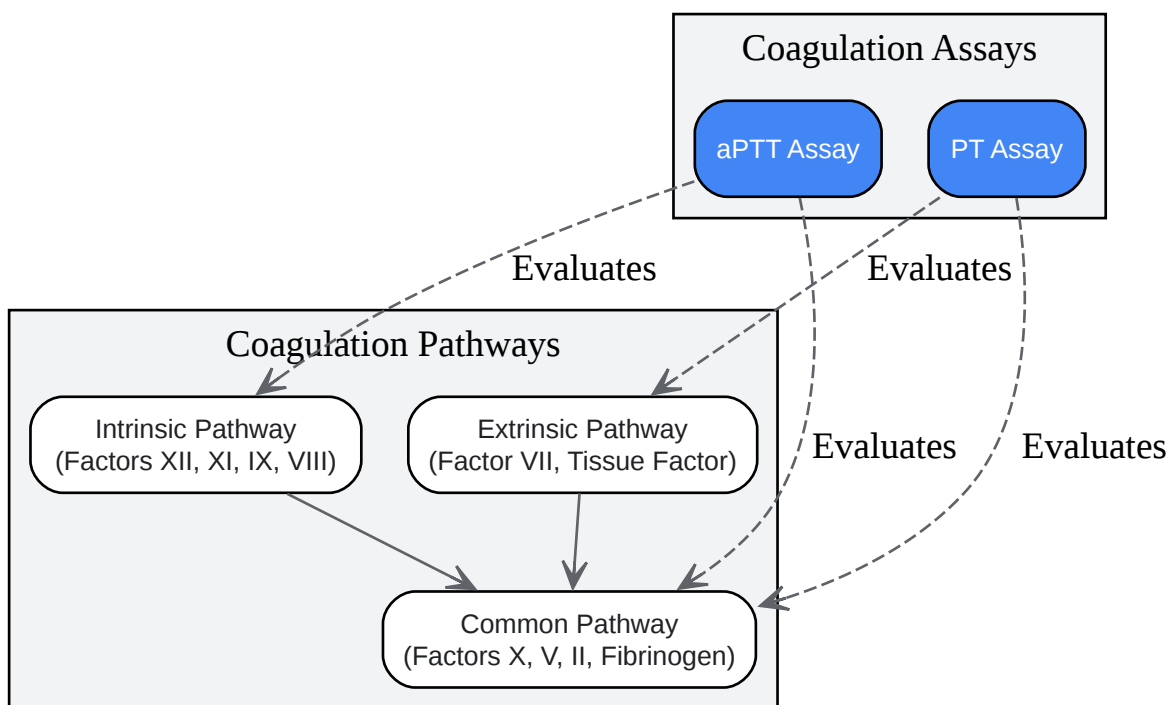 Coagulation Assays
aPTT Assay
PT Assay
Evaluates
Evaluates
Coagulation Pathways
Intrinsic Pathway
(Factors XII, XI, IX, VIII)
Extrinsic Pathway
(Factor VII, Tissue Factor)
Evaluates
Evaluates
Common Pathway
(Factors X, V, II, Fibrinogen)